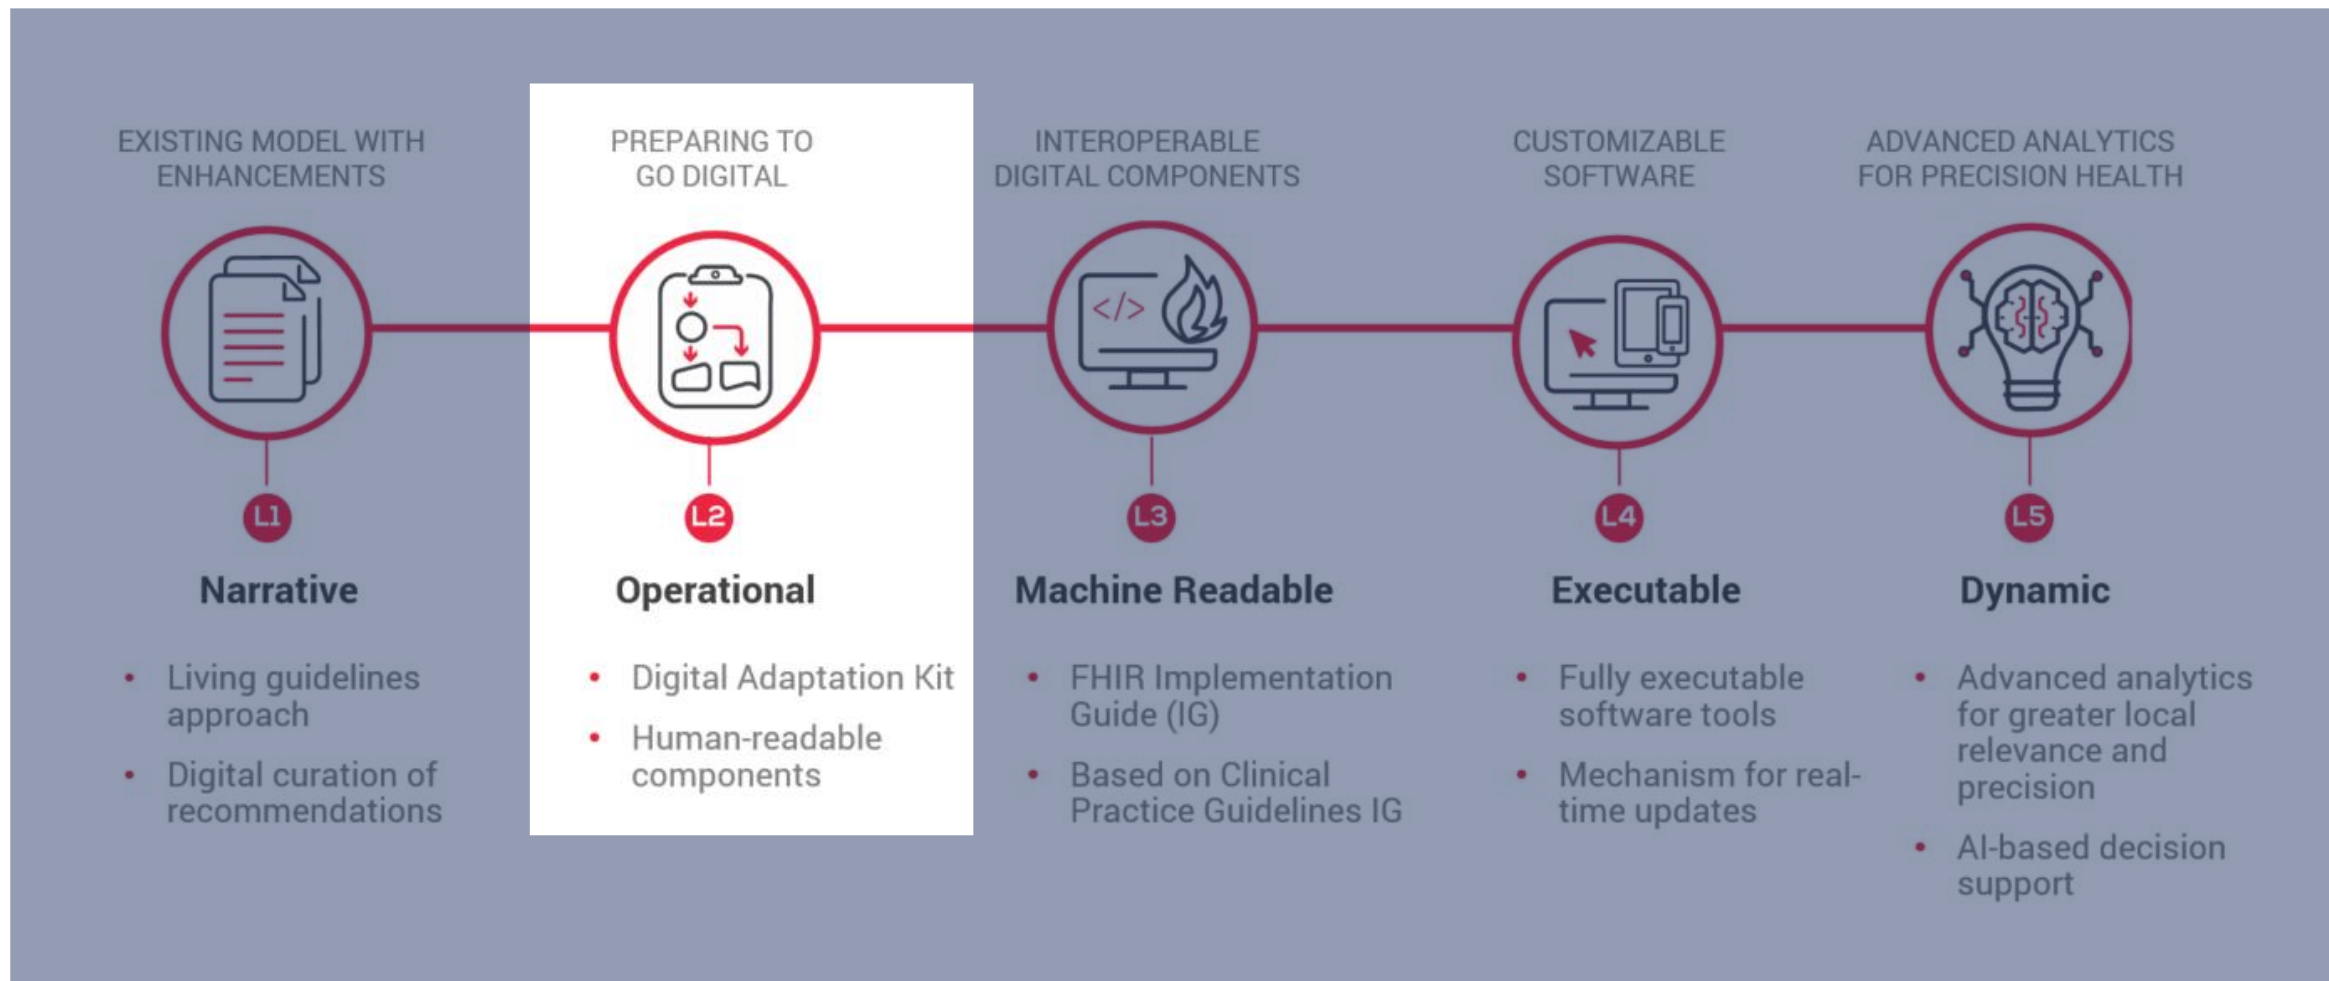 EXISTING MODEL WITH
ENHANCEMENTS
L1
Narrative
• Living guidelines
approach
• Digital curation of
recommendations
PREPARING TO
GO DIGITAL
L2
Operational
• Digital Adaptation Kit
• Human-readable
components
INTEROPERABLE
DIGITAL COMPONENTS
</>
L3
Machine Readable
• FHIR Implementation
Guide (IG)
• Based on Clinical
Practice Guidelines IG
CUSTOMIZABLE
SOFTWARE
L4
Executable
• Fully executable
software tools
• Mechanism for real-
time updates
ADVANCED ANALYTICS
FOR PRECISION HEALTH
L5
Dynamic
• Advanced analytics
for greater local
relevance and
precision
• AI-based decision
support